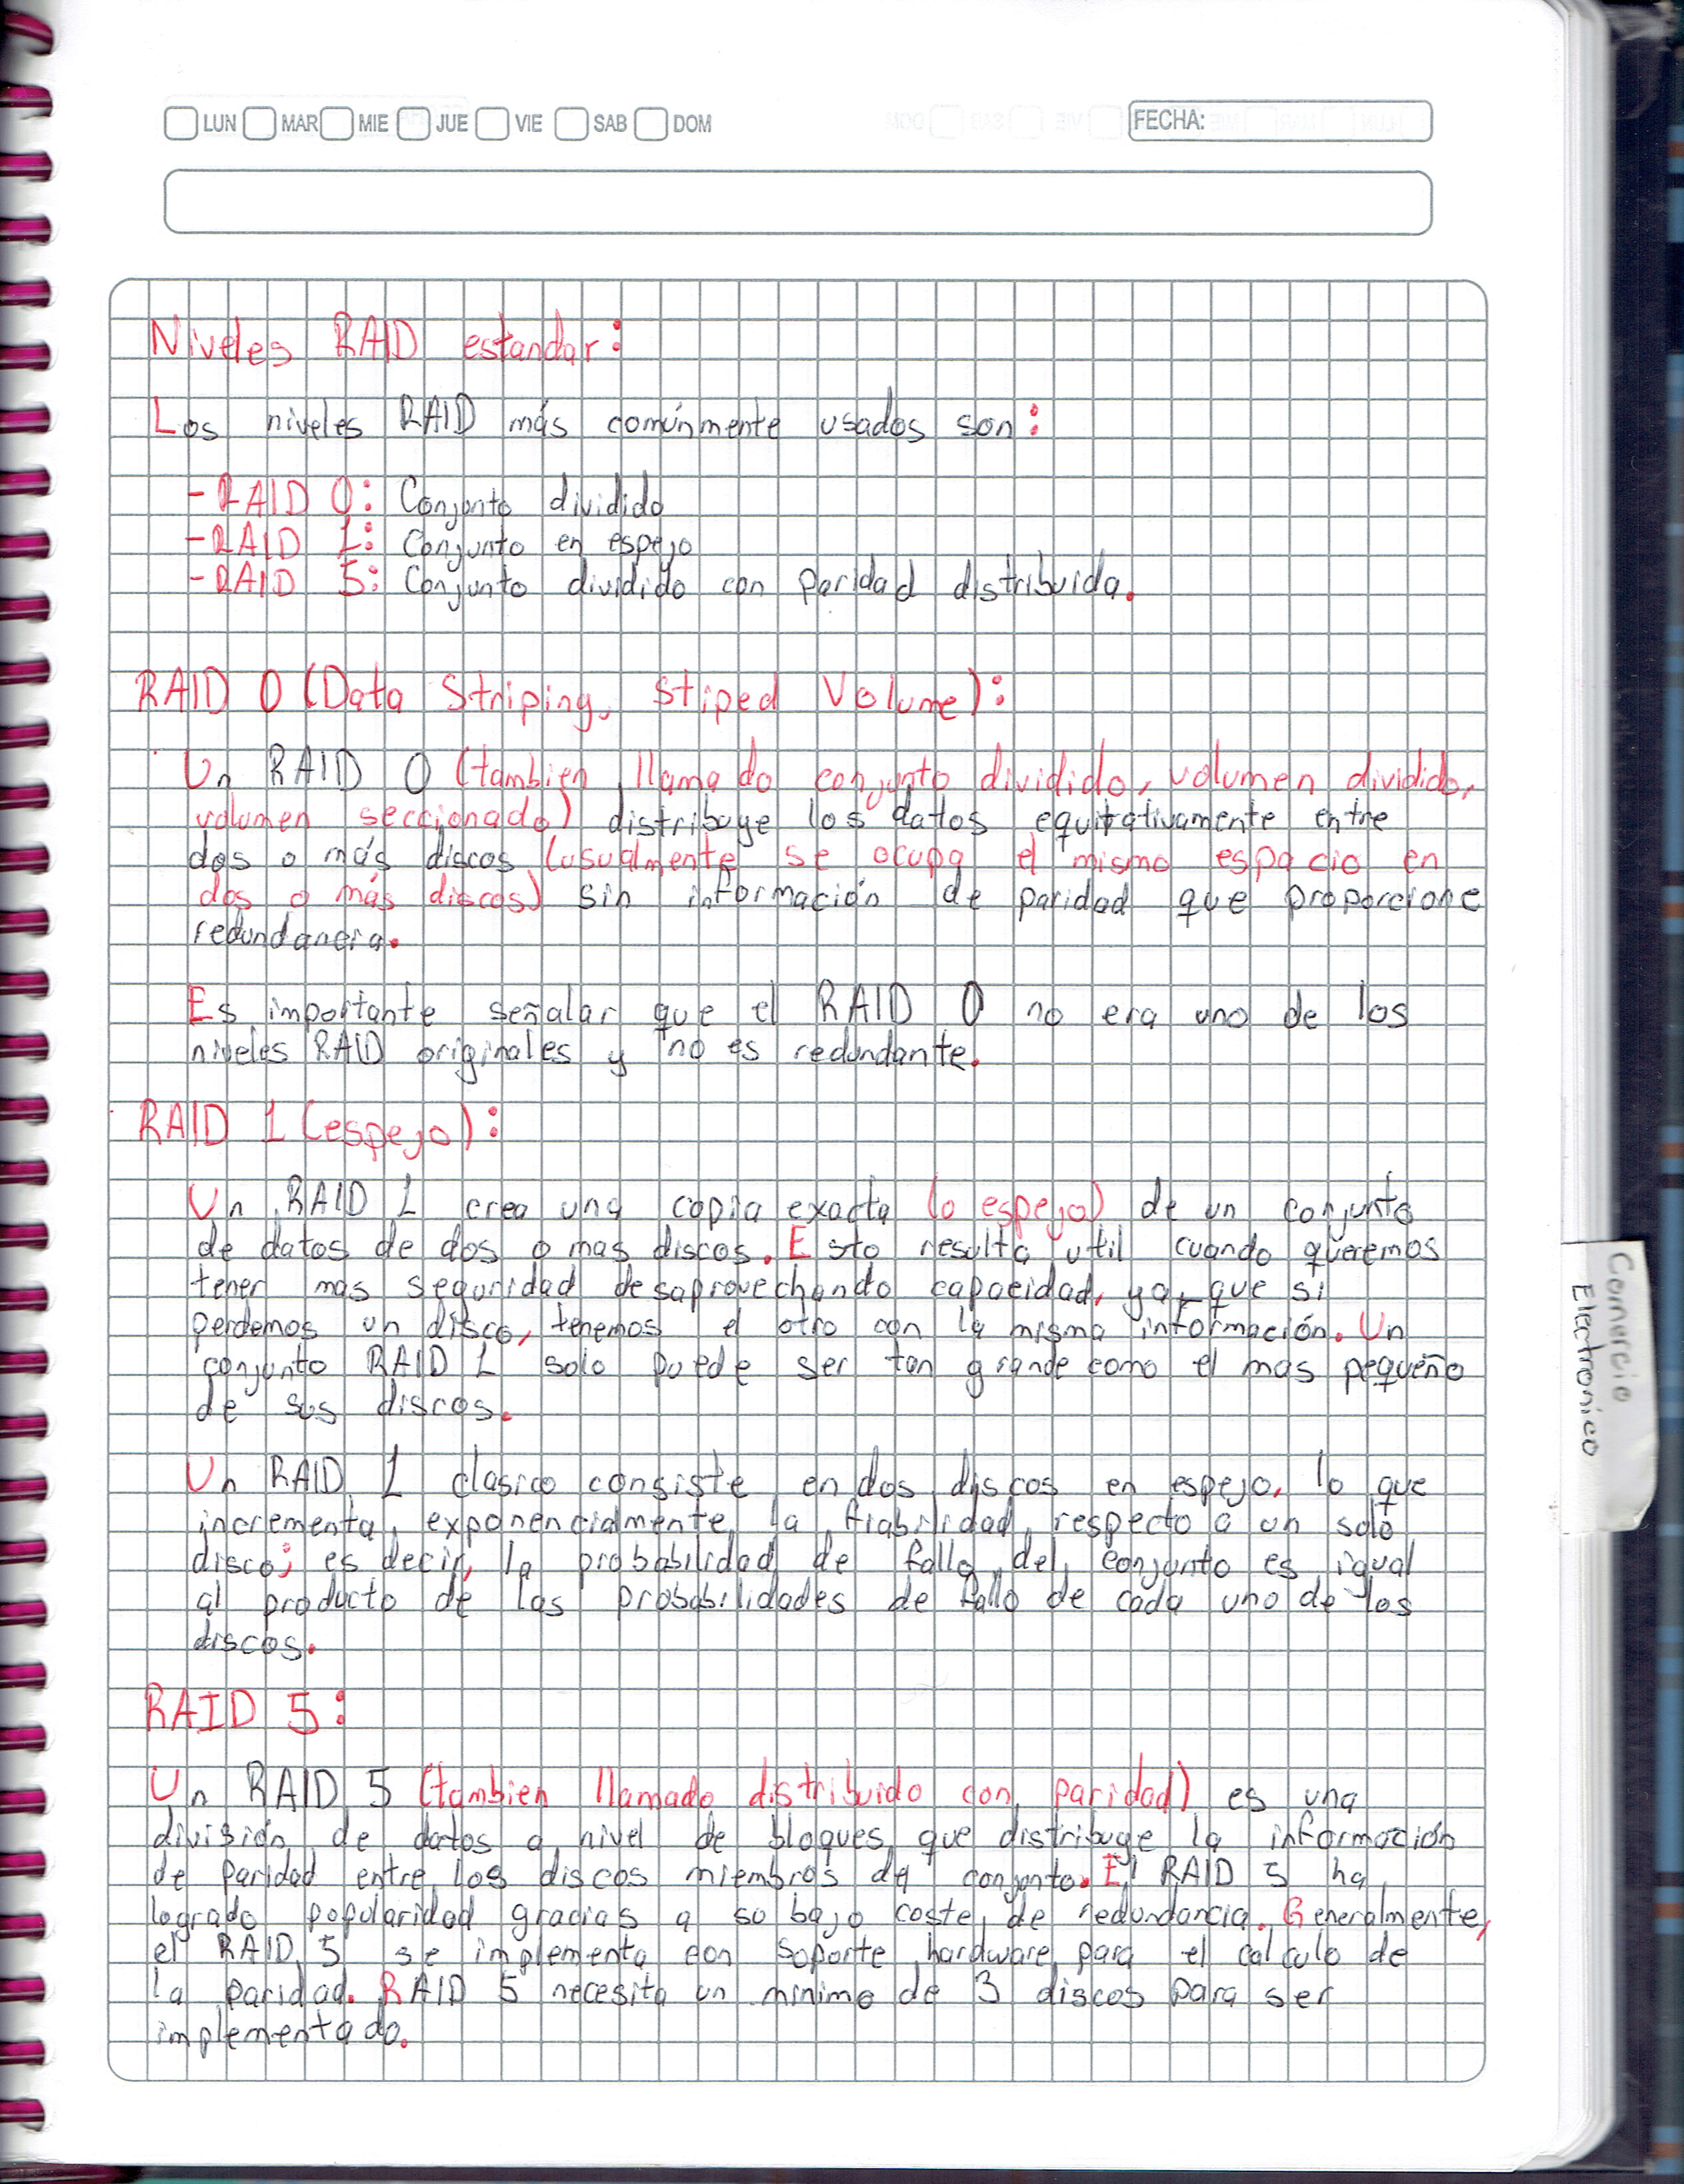 LUN MAR MIE JUE VIE SAB DOM FECHA:
Niveles RAID estandar:
Los niveles RAID más comúnmente usados son:
-RAID 0: Conjunto dividido
-RAID 1: Conjunto en espejo
-RAID 5: Conjunto dividido con paridad distribuida.
RAID 0 (Data Striping, Stiped Volume):
Un RAID 0 (tambien llamado conjunto dividido, volumen dividido,
volumen seccionado) distribuye los datos equitativamente entre
dos o más discos (usualmente se ocupa el mismo espacio en
dos o más discos) sin información de paridad que proporcione
redundancia.
Es importante señalar que el RAID 0 no era uno de los
niveles RAID originales y no es redundante.
RAID 1 (espejo):
Un RAID 1 crea una copia exacta (o espejo) de un conjunto
de datos de dos o mas discos. Esto resulta util cuando queremos
tener mas seguridad desaprovechando capacidad, ya que si
perdemos un disco, tenemos el otro con la misma información. Un
conjunto RAID 1 solo puede ser tan grande como el mas pequeño
de sus discos.
Un RAID 1 clasico consiste en dos discos en espejo, lo que
incrementa exponencialmente la fiabilidad respecto a un solo
disco; es decir, la probabilidad de fallo del conjunto es igual
al producto de las probabilidades de fallo de cada uno de los
discos.
RAID 5:
Un RAID 5 (tambien llamado distribuido con paridad) es una
división de datos a nivel de bloques que distribuye la información
de paridad entre los discos miembros del conjunto. El RAID 5 ha
logrado popularidad gracias a su bajo coste de redundancia. Generalmente,
el RAID 5 se implementa con soporte hardware para el calculo de
la paridad. RAID 5 necesita un minimo de 3 discos para ser
implementado.
Comercio
Electronico